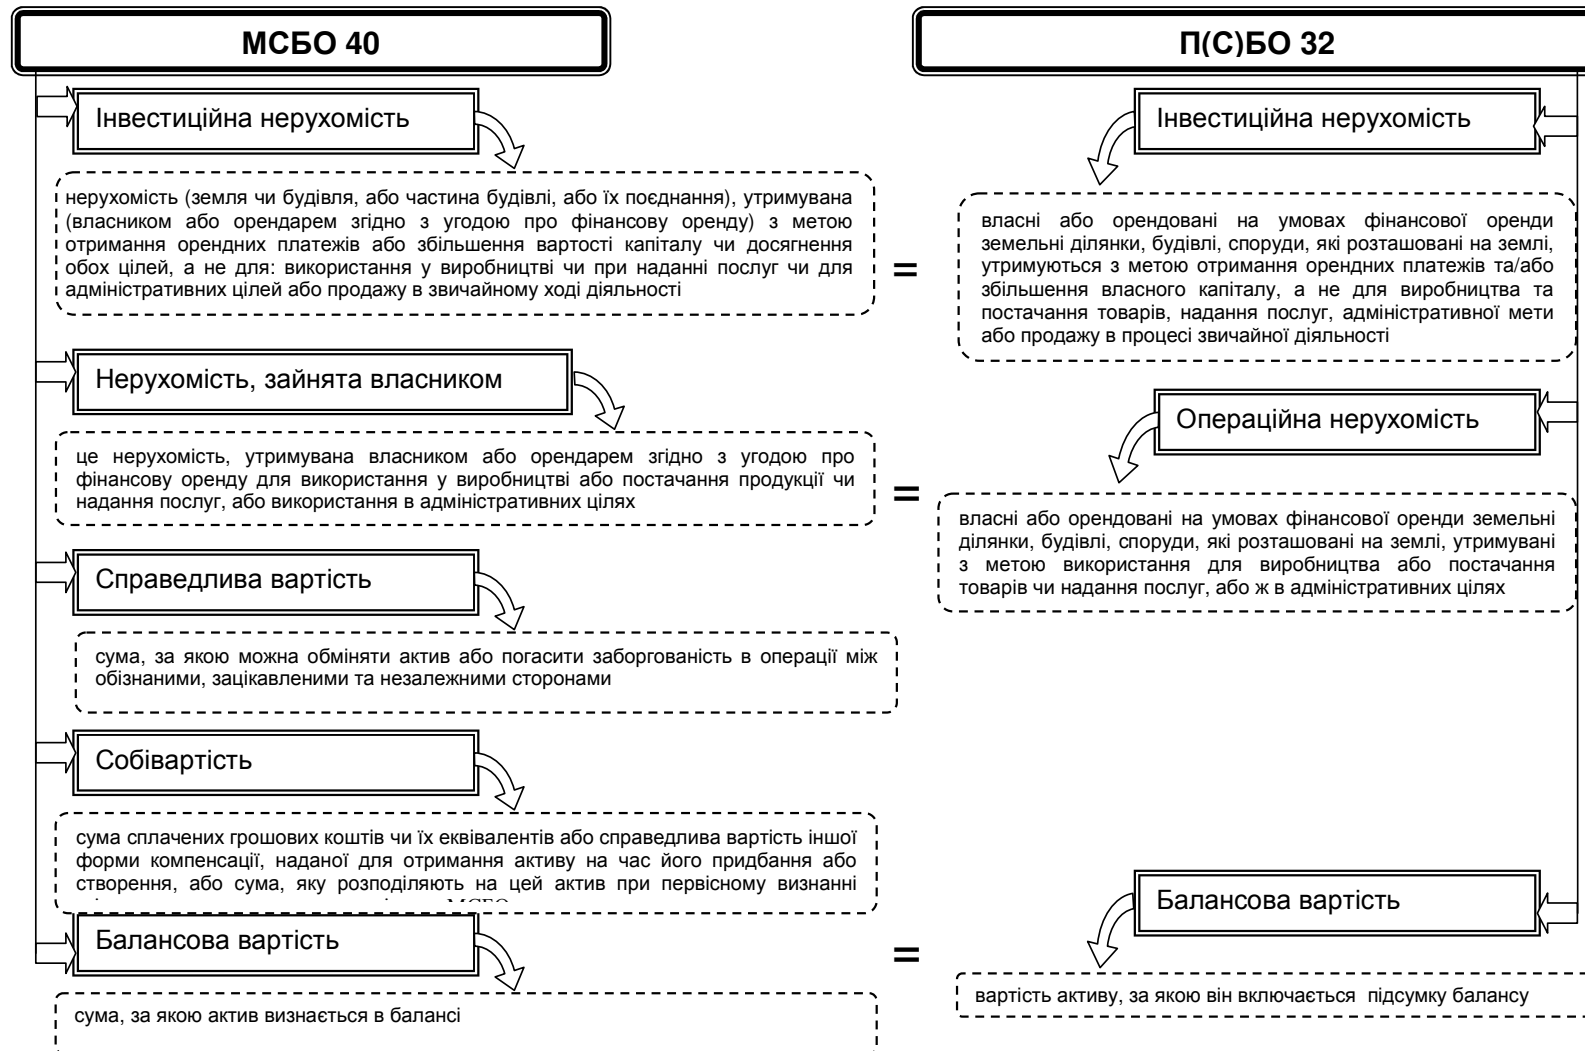 МСБО 40
П(С)БО 32
Інвестиційна нерухомість
нерухомість (земля чи будівля, або частина будівлі, або їх поєднання), утримувана
(власником або орендарем згідно з угодою про фінансову оренду) з метою
отримання орендних платежів або збільшення вартості капіталу чи досягнення
обох цілей, а не для: використання у виробництві чи при наданні послуг чи для
адміністративних цілей або продажу в звичайному ході діяльності
=
Інвестиційна нерухомість
власні або орендовані на умовах фінансової оренди
земельні ділянки, будівлі, споруди, які розташовані на землі,
утримуються з метою отримання орендних платежів та/або
збільшення власного капіталу, а не для виробництва та
постачання товарів, надання послуг, адміністративної мети
або продажу в процесі звичайної діяльності
Нерухомість, зайнята власником
це нерухомість, утримувана власником або орендарем згідно з угодою про
фінансову оренду для використання у виробництві або постачання продукції чи
надання послуг, або використання в адміністративних цілях
=
Операційна нерухомість
власні або орендовані на умовах фінансової оренди земельні
ділянки, будівлі, споруди, які розташовані на землі, утримувані
з метою використання для виробництва або постачання
товарів чи надання послуг, або ж в адміністративних цілях
Справедлива вартість
сума, за якою можна обміняти актив або погасити заборгованість в операції між
обізнаними, зацікавленими та незалежними сторонами
Собівартість
сума сплачених грошових коштів чи їх еквівалентів або справедлива вартість іншої
форми компенсації, наданої для отримання активу на час його придбання або
створення, або сума, яку розподіляють на цей актив при первісному визнанні
МСБО
Балансова вартість
сума, за якою актив визнається в балансі
=
Балансова вартість
вартість активу, за якою він включається підсумку балансу